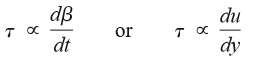 τ ∝ dβ/dt or τ ∝ du/dy